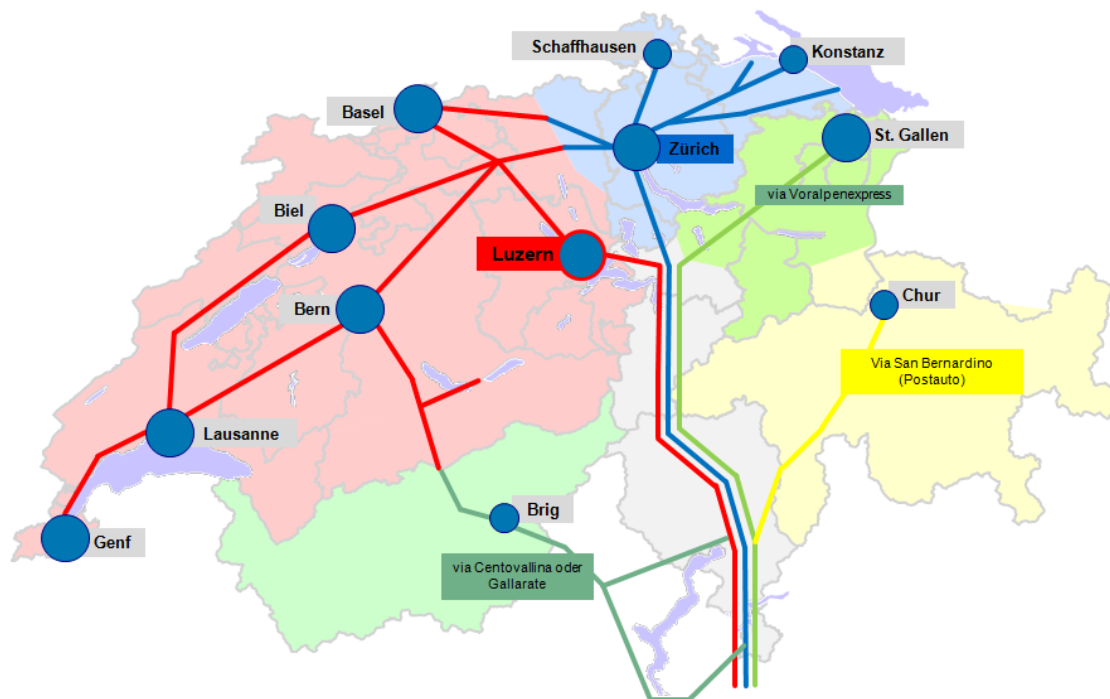 Schaffhausen
Konstanz
Basel
Zürich
St. Gallen
via Voralpenexpress
Biel
Luzern
Bern
Chur
Via San Bernardino
(Postauto)
Lausanne
Brig
Genf
via Centovallina oder
Gallarate